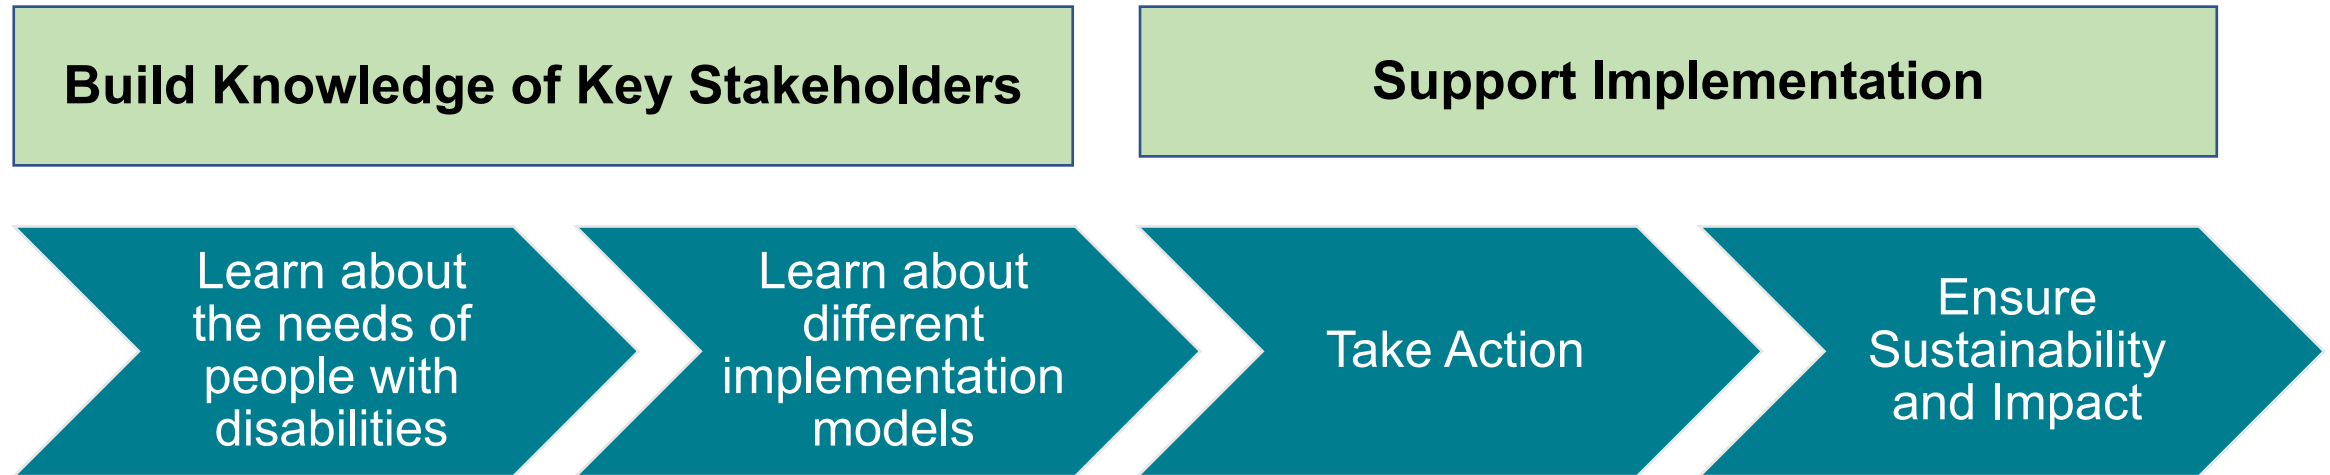 Build Knowledge of Key Stakeholders
Support Implementation
Learn about
the needs of
people with
disabilities
Learn about
different
implementation
models
Take Action
Ensure
Sustainability
and Impact